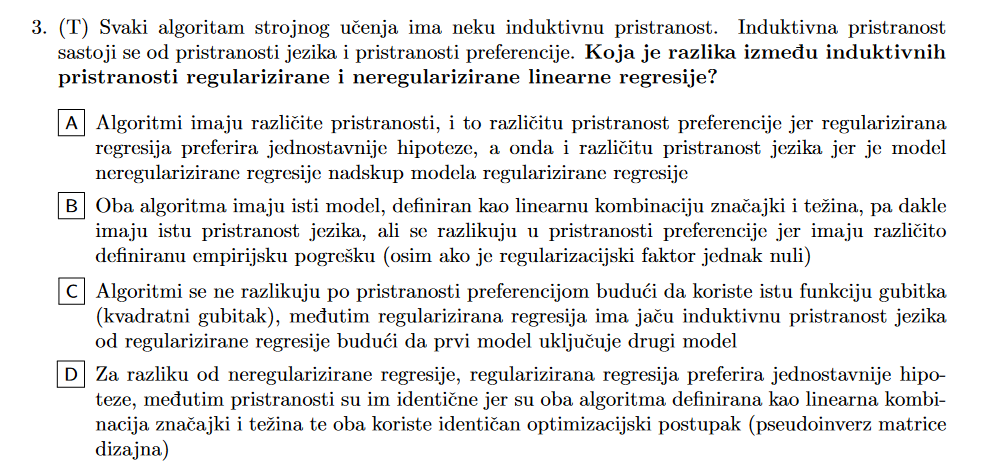 3. (T) Svaki algoritam strojnog učenja ima neku induktivnu pristranost. Induktivna pristranost
sastoji se od pristranosti jezika i pristranosti preferencije. Koja je razlika između induktivnih
pristranosti regularizirane i neregularizirane linearne regresije?
A Algoritmi imaju različite pristranosti, i to različitu pristranost preferencije jer regularizirana
regresija preferira jednostavnije hipoteze, a onda i različitu pristranost jezika jer je model
neregularizirane regresije nadskup modela regularizirane regresije
B Oba algoritma imaju isti model, definiran kao linearnu kombinaciju značajki i težina, pa dakle
imaju istu pristranost jezika, ali se razlikuju u pristranosti preferencije jer imaju različito
definiranu empirijsku pogrešku (osim ako je regularizacijski faktor jednak nuli)
C Algoritmi se ne razlikuju po pristranosti preferencijom budući da koriste istu funkciju gubitka
(kvadratni gubitak), međutim regularizirana regresija ima jaču induktivnu pristranost jezika
od regularizirane regresije budući da prvi model uključuje drugi model
D Za razliku od neregularizirane regresije, regularizirana regresija preferira jednostavnije hipo-
teze, međutim pristranosti su im identične jer su oba algoritma definirana kao linearna kombi-
nacija značajki i težina te oba koriste identičan optimizacijski postupak (pseudoinverz matrice
dizajna)